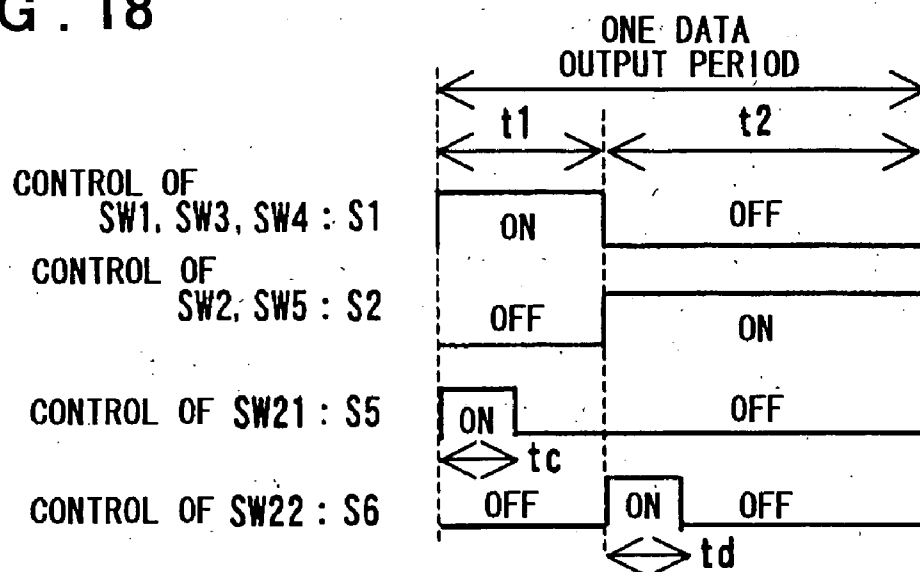 G . 18
ONE DATA
OUTPUT PERIOD
t1
t2
CONTROL OF
SW1, SW3, SW4 : S1
ON
OFF
CONTROL OF
SW2, SW5 : S2
OFF
ON
CONTROL OF SW21 : S5
ON
OFF
tc
CONTROL OF SW22 : S6
OFF
ON
OFF
td